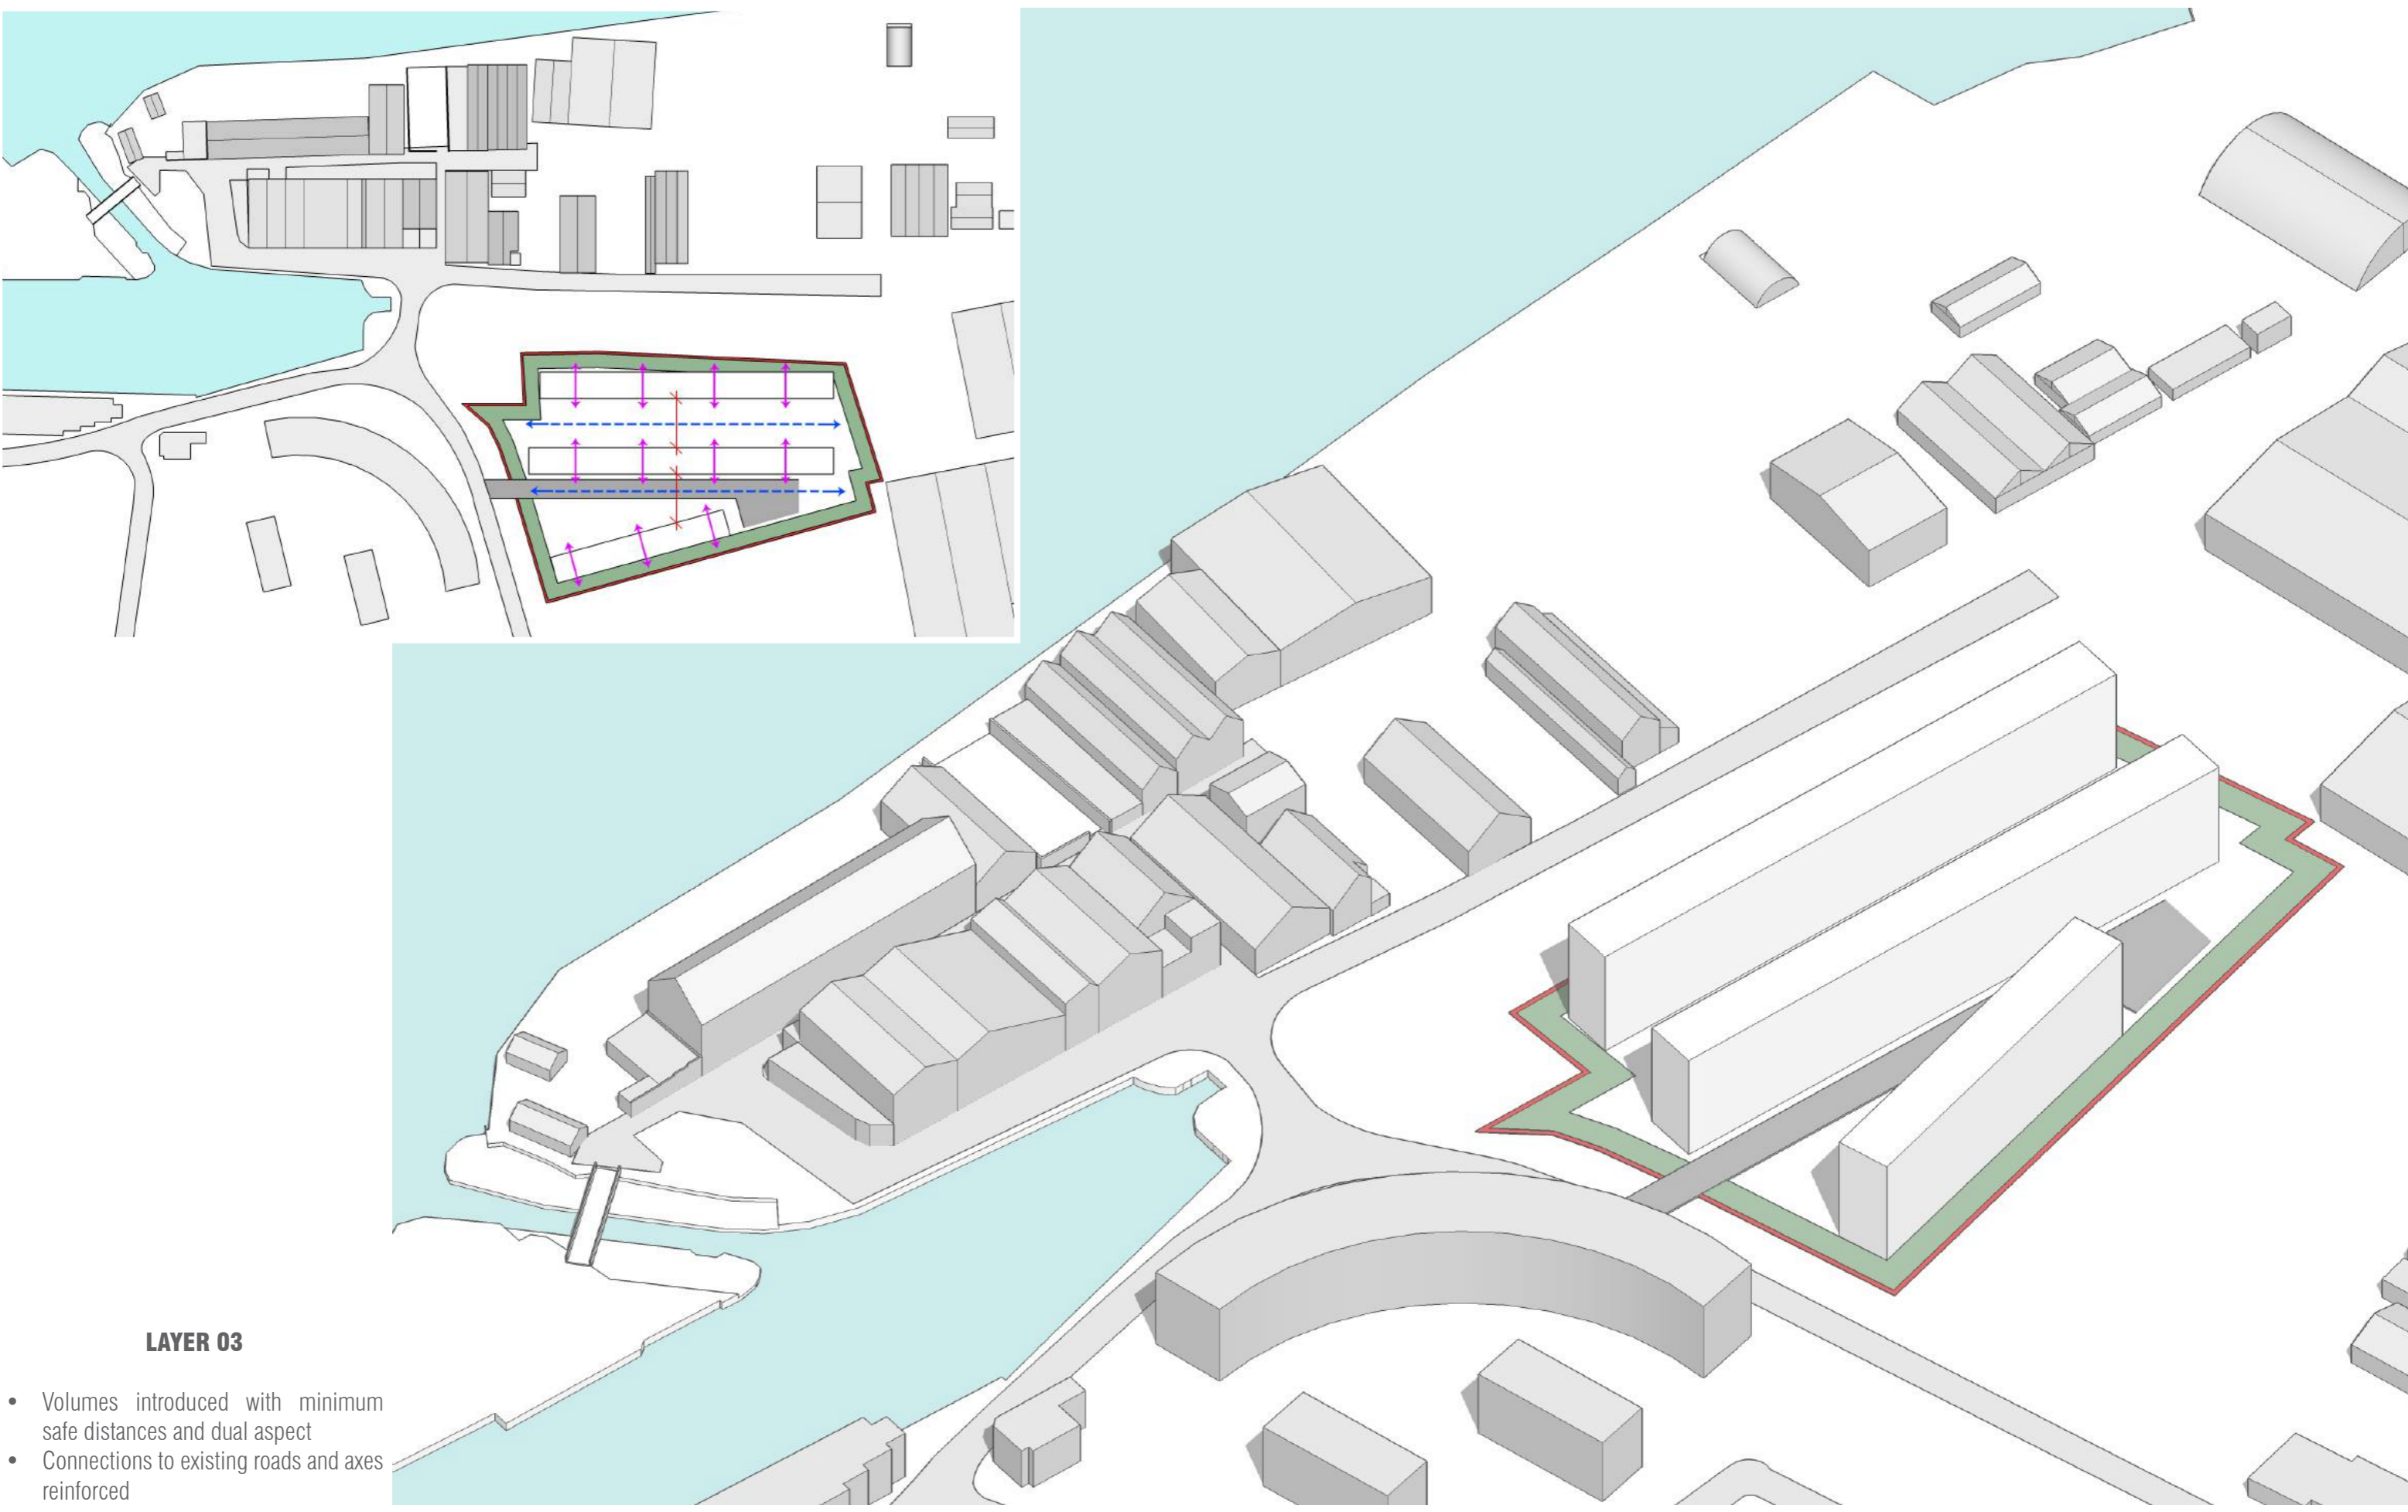 LAYER 03
• Volumes introduced with minimum
safe distances and dual aspect
• Connections to existing roads and axes
reinforced